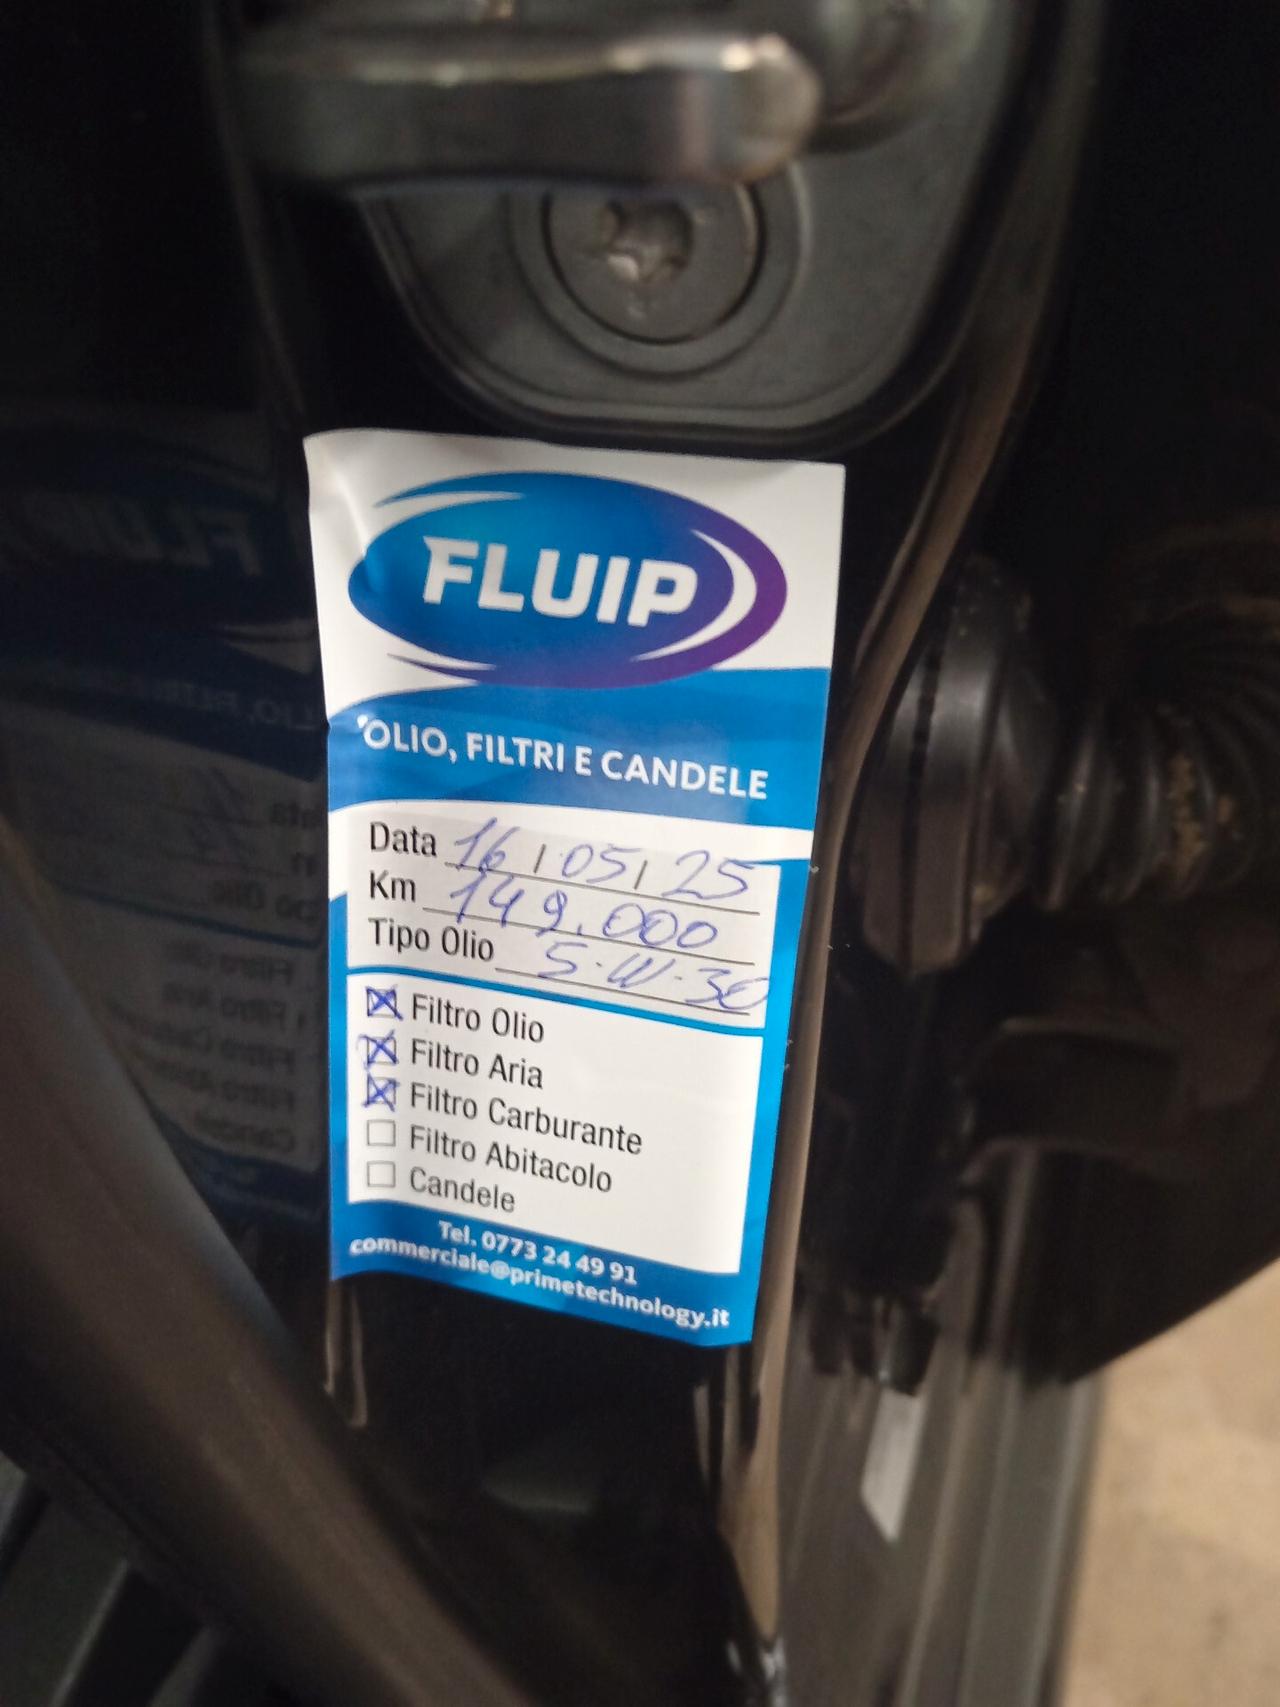 FLUIP
OLIO, FILTRI E CANDELE
Data 16/05/25
Km 149.000
Tipo Olio 5-W-30
Filtro Olio
Filtro Aria
Filtro Carburante
Filtro Abitacolo
Candele
Tel. 0773 24 49 91
commerciale@primetechnology.it